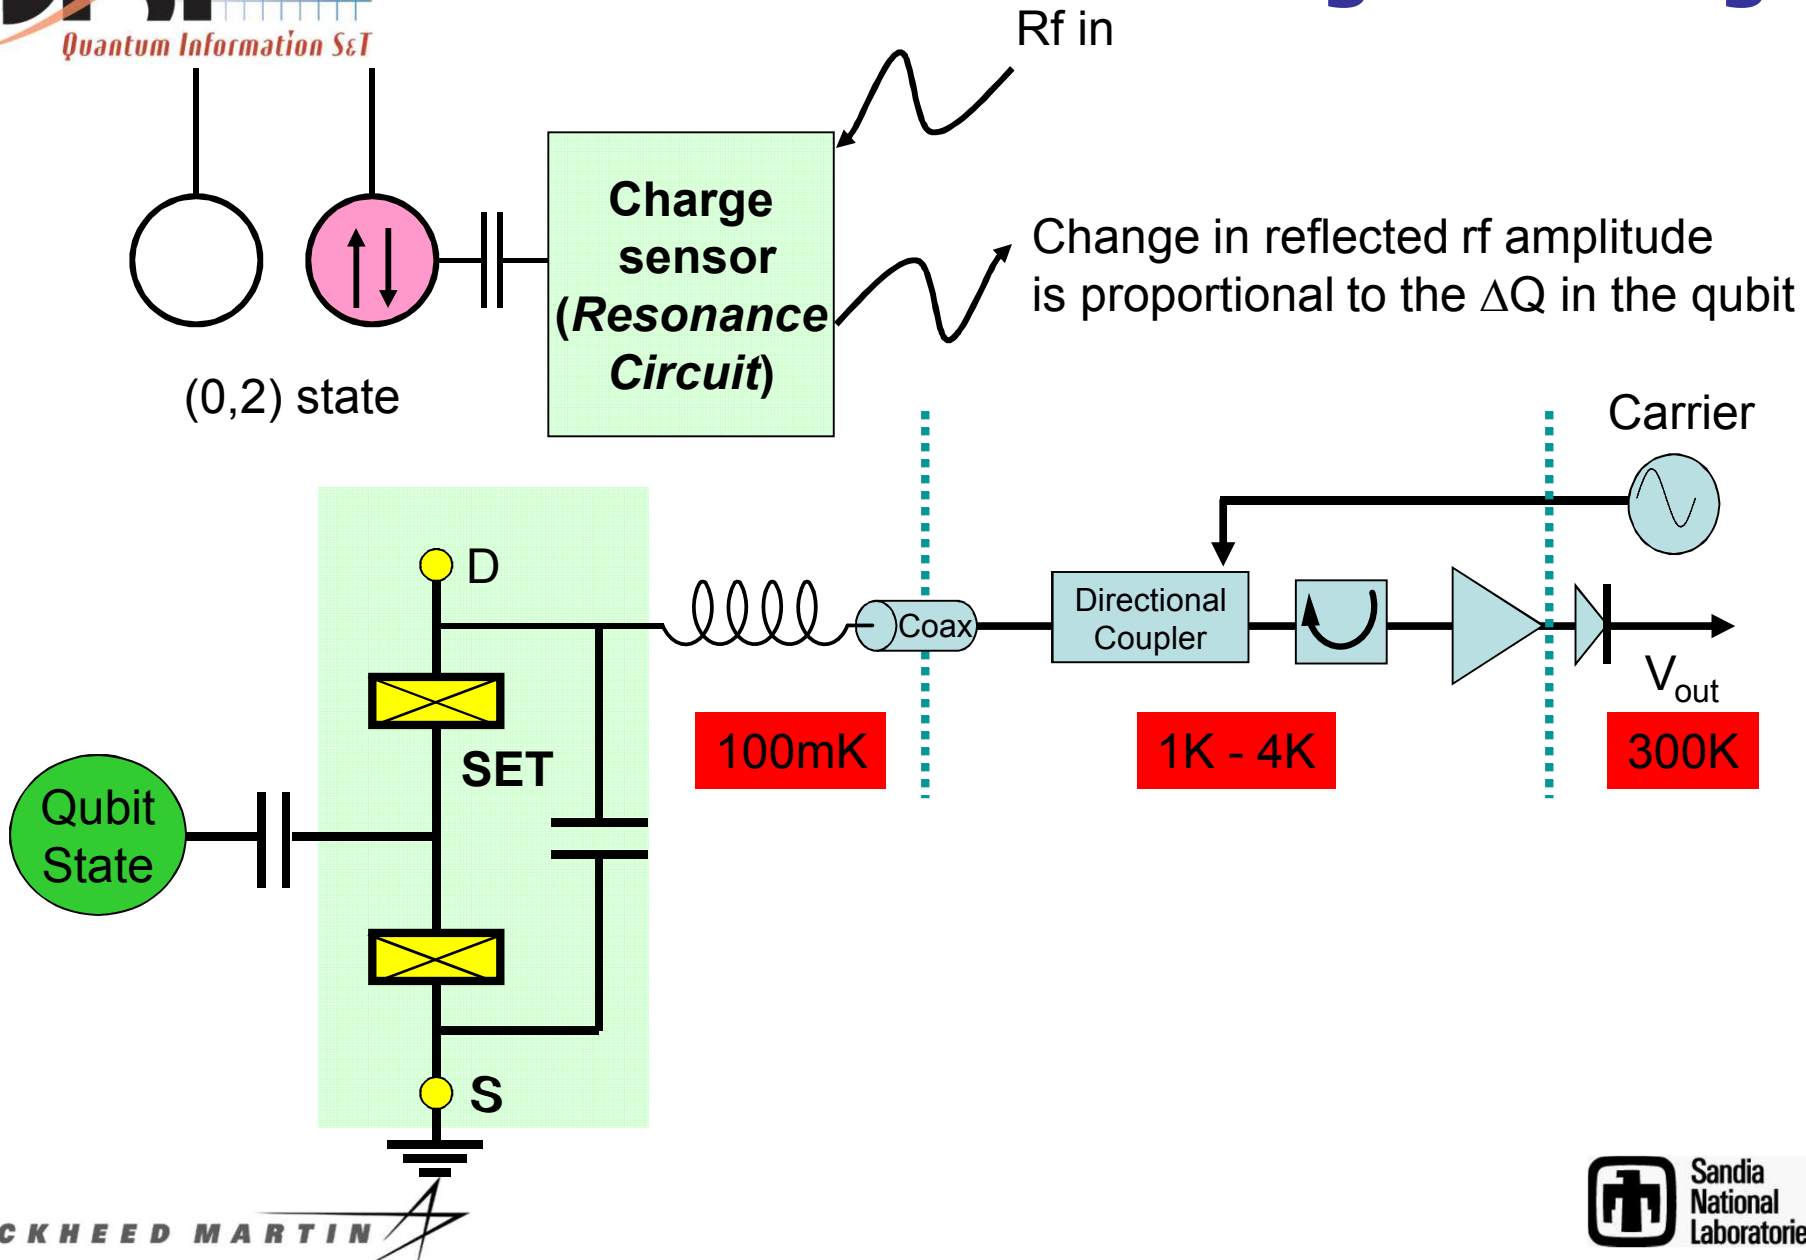 Quantum Information S&T
Rf in
Charge
sensor
(Resonance
Circuit)
Change in reflected rf amplitude
is proportional to the ΔQ in the qubit
(0,2) state
Carrier
D
Coax
Directional
Coupler
Vout
SET
100mK
1K - 4K
300K
Qubit
State
S
CKHEED MARTIN
Sandia
National
Laboratorie